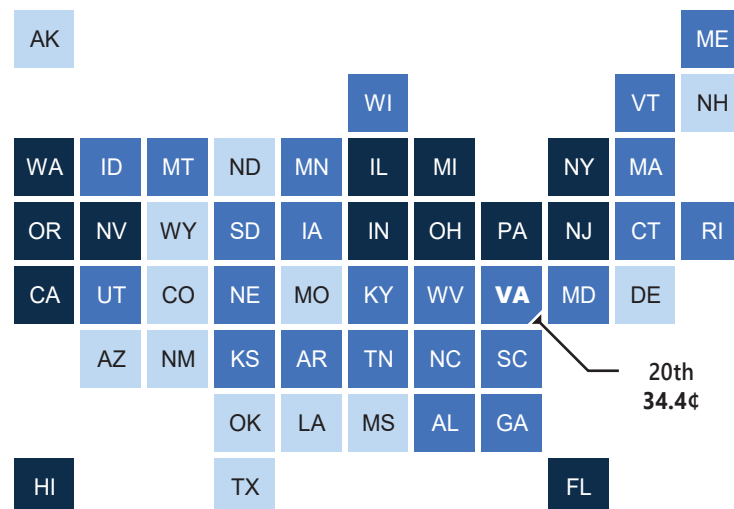 AK ME
WI VT NH
WA ID MT ND MN IL MI NY MA
OR NV WY SD IA IN OH PA NJ CT RI
CA UT CO NE MO KY WV VA MD DE
AZ NM KS AR TN NC SC
20th
34.4¢
OK LA MS AL GA
HI TX FL